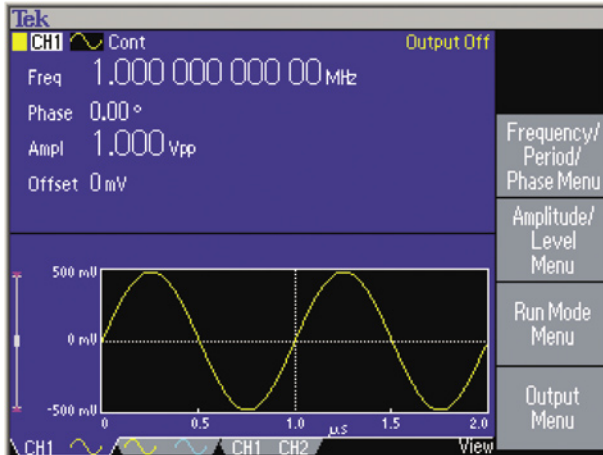 Tek
CH1 Cont Output Off
Freq 1.000 000 000 00 MHz
Phase 0.00 °
Ampl 1.000 Vpp
Offset 0 mV
Frequency/
Period/
Phase Menu
Amplitude/
Level
Menu
Run Mode
Menu
Output
Menu
500 mV
0 mV
-500 mV
0 0.5 1.0 1.5 2.0
µs
CH1 CH1 CH2 View